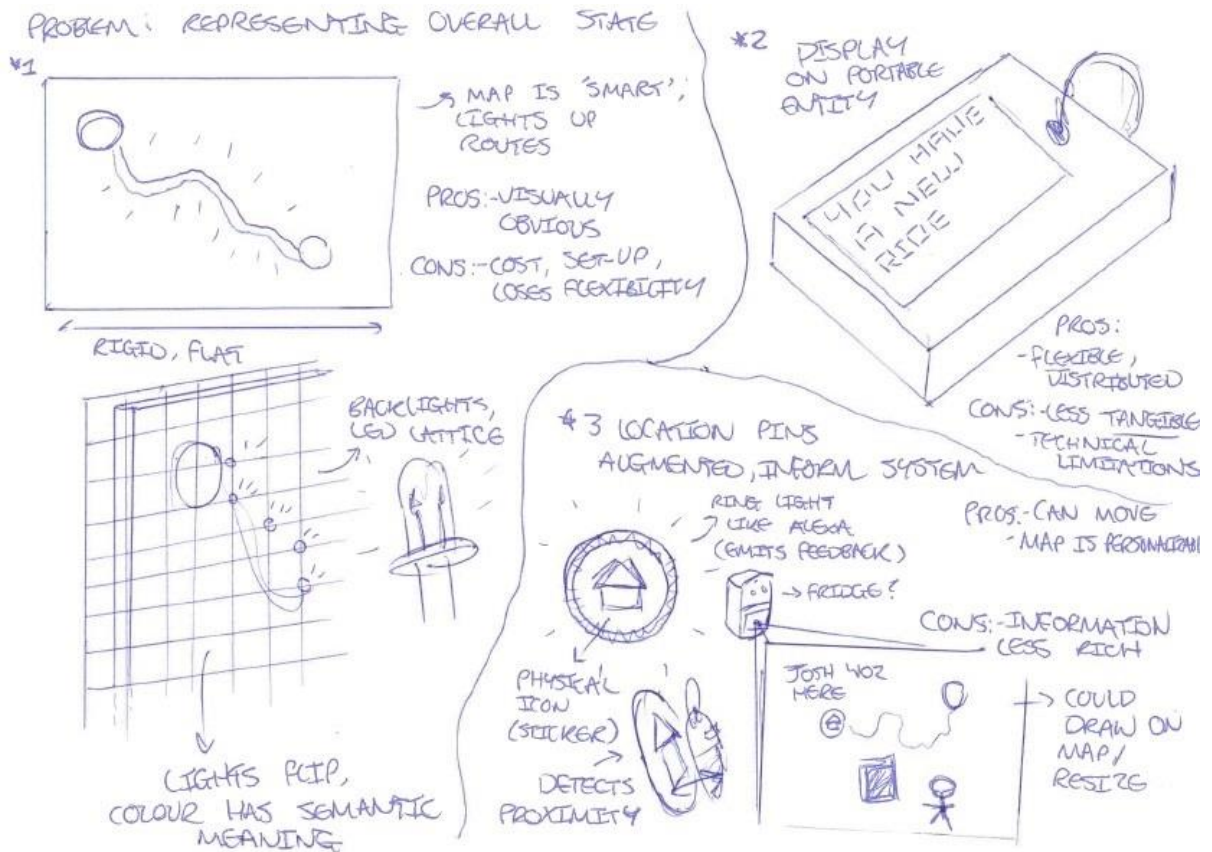 PROBLEM: REPRESENTING OVERALL STATE
*1
→ MAP IS 'SMART',
LIGHTS UP
ROUTES
PROS:-VISUALLY
OBVIOUS
CONS:-COST, SET-UP,
LOSES FLEXIBILITY
RIGID, FLAT
BACKLIGHTS,
LED LATTICE
LIGHTS FLIP,
COLOUR HAS SEMANTIC
MEANING
*2 DISPLAY
ON PORTABLE
ENTITY
YOU HAVE
A NEW
RIDE
PROS:
-FLEXIBLE,
DISTRIBUTED
CONS:-LESS TANGIBLE
-TECHNICAL
LIMITATIONS
*3 LOCATION PINS
AUGMENTED, INFORM SYSTEM
RING LIGHT
LIKE ALEXA
(EMITS FEEDBACK)
PROS:-CAN MOVE
-MAP IS
→ FRIDGE?
CONS:-INFORMATION
LESS RICH
PHYSICAL
ICON
(STICKER)
DETECTS
PROXIMITY
JOSH WOZ
HERE
→ COULD
DRAW ON
MAP/
RESIZE